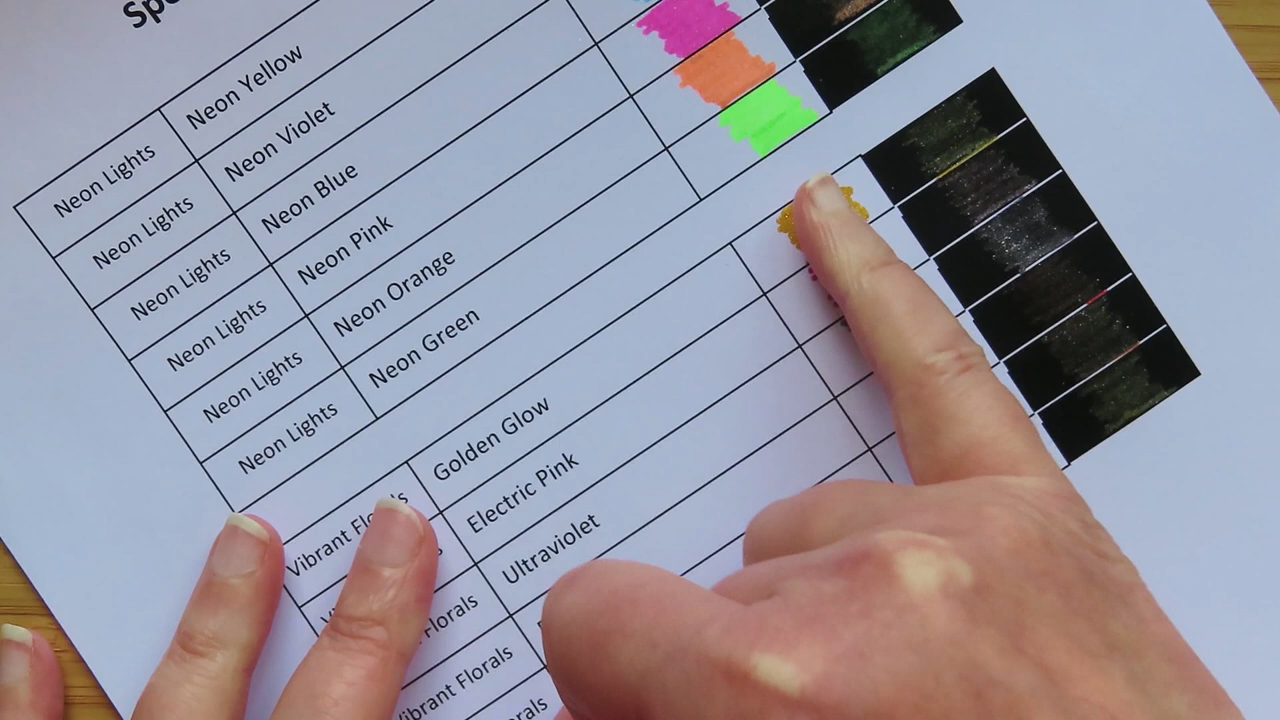 Neon Lights Neon Yellow
Neon Lights Neon Violet
Neon Lights Neon Blue
Neon Lights Neon Pink
Neon Lights Neon Orange
Neon Lights Neon Green
Vibrant Golden Glow
Electric Pink
Florals Ultraviolet
Florals